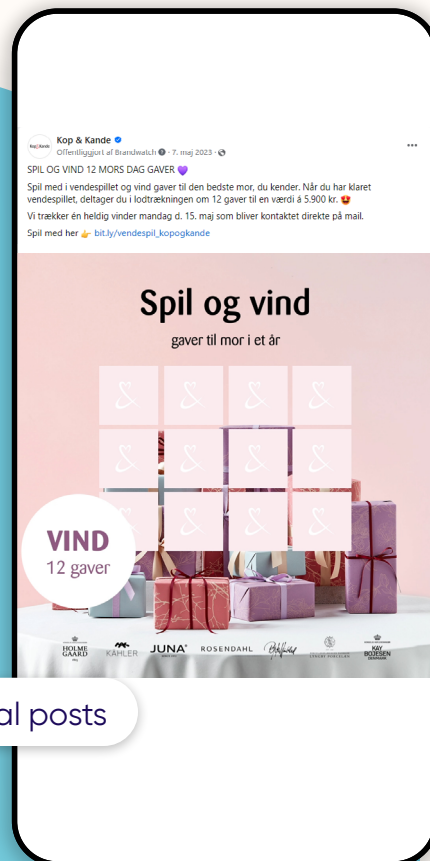 Kop & Kande
Offentliggjort af Brandwatch · 7. maj 2023 ·
SPIL OG VIND 12 MORS DAG GAVER 💜
Spil med i vendespillet og vind gaver til den bedste mor, du kender. Når du har klaret
vendespillet, deltager du i lodtrækningen om 12 gaver til en værdi á 5.900 kr. 😍
Vi trækker én heldig vinder mandag d. 15. maj som bliver kontaktet direkte på mail.
Spil med her 👉 bit.ly/vendespil_kopogkande
Spil og vind
gaver til mor i et år
VIND
12 gaver
HOLME
GAARD
KÄHLER
JUNA
ROSENDAHL
KAY
BOJESEN
al posts